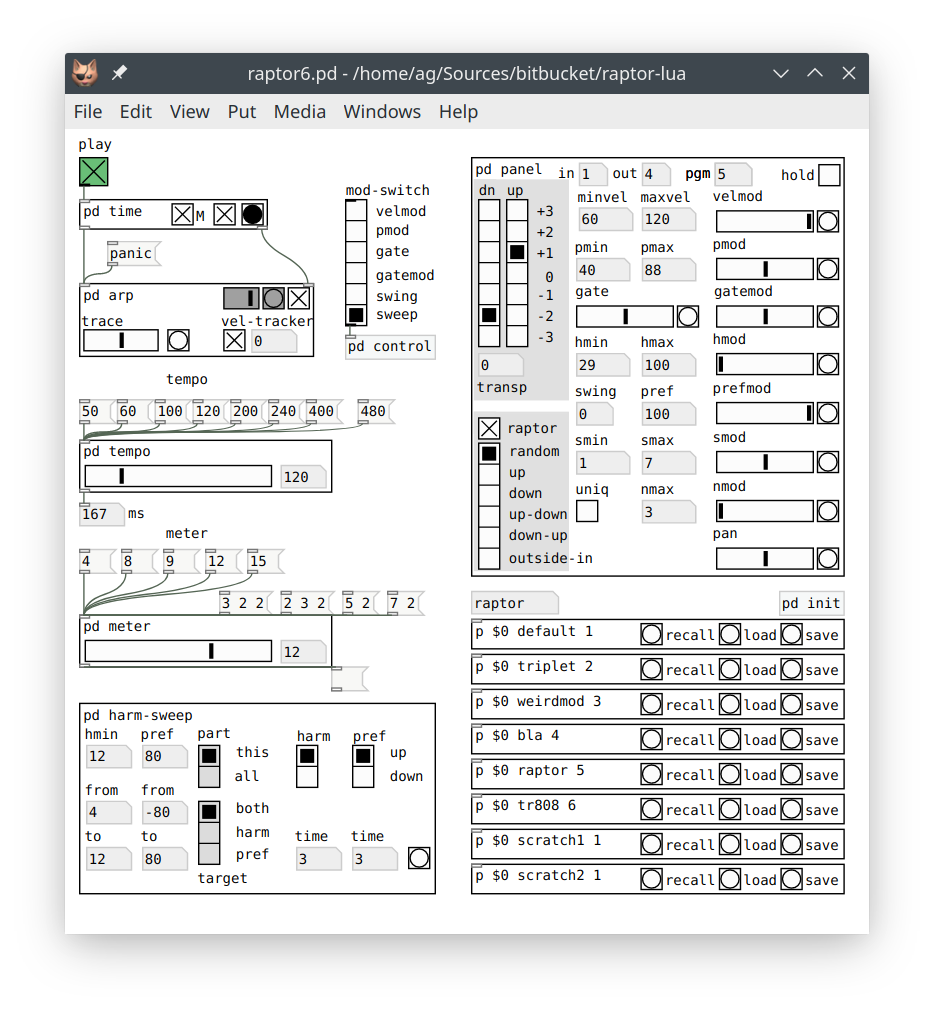 raptor6.pd - /home/ag/Sources/bitbucket/raptor-lua
File Edit View Put Media Windows Help
play
pd time
M
panic
pd arp
trace
vel-tracker
0
mod-switch
velmod
pmod
gate
gatemod
swing
sweep
pd control
tempo
50 60 100 120 200 240 400 480
pd tempo
120
167 ms
meter
4 8 9 12 15
3 2 2 2 3 2 5 2 7 2
pd meter
12
pd harm-sweep
hmin pref part harm pref
12 80 this up
all down
from from
4 -80 both
harm
to to time time
12 80 pref 3 3
target
pd panel in 1 out 4 pgm 5 hold
dn up
+3
+2
+1
0
-1
-2
-3
0
transp
minvel maxvel velmod
60 120
pmin pmax pmod
40 88
gate gatemod
hmin hmax hmod
29 100
swing pref prefmod
0 100
smin smax smod
1 7
uniq nmax nmod
3
pan
raptor
random
up
down
up-down
down-up
outside-in
raptor pd init
p $0 default 1 recall load save
p $0 triplet 2 recall load save
p $0 weirdmod 3 recall load save
p $0 bla 4 recall load save
p $0 raptor 5 recall load save
p $0 tr808 6 recall load save
p $0 scratch1 1 recall load save
p $0 scratch2 1 recall load save